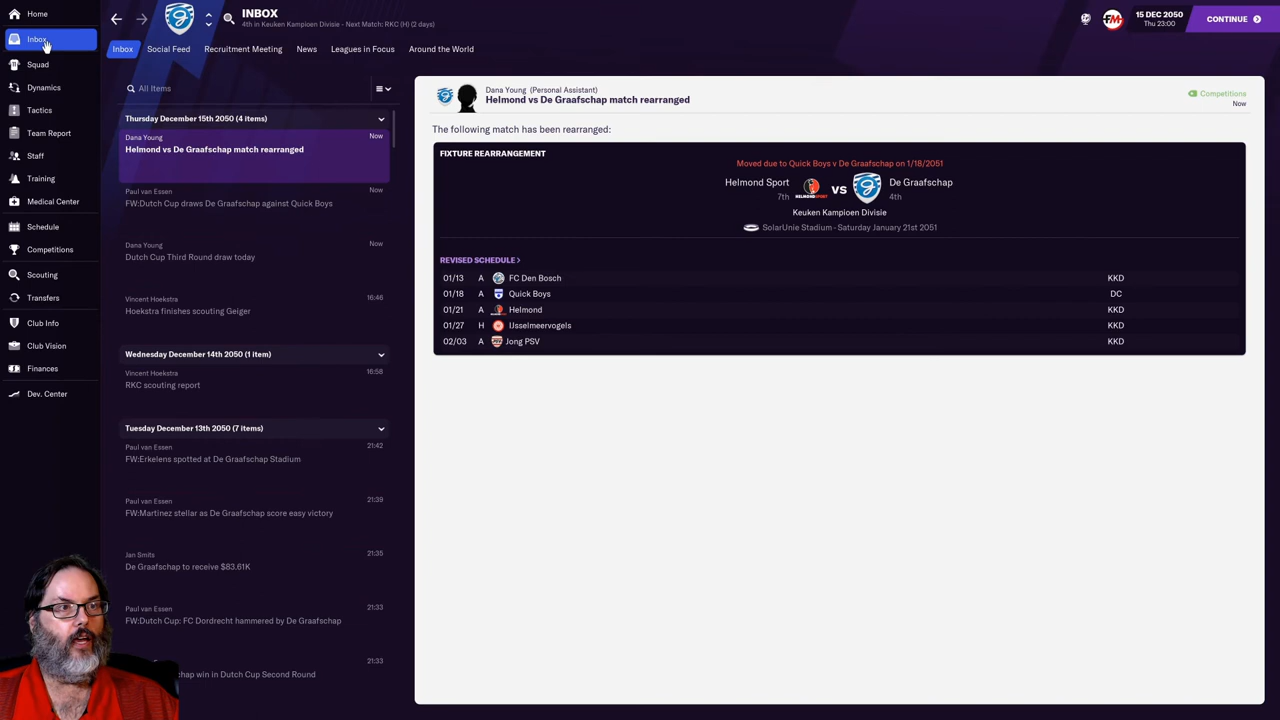 Home
Inbox
Squad
Dynamics
Tactics
Team Report
Staff
Training
Medical Center
Schedule
Competitions
Scouting
Transfers
Club Info
Club Vision
Finances
Dev. Center
INBOX
4th in Keuken Kampioen Divisie - Next Match: RKC (H) (2 days)
FM
15 DEC 2050
Thu 23:00
CONTINUE
Inbox
Social Feed
Recruitment Meeting
News
Leagues in Focus
Around the World
All Items
Thursday December 15th 2050 (4 items)
Dana Young
Now
Helmond vs De Graafschap match rearranged
Paul van Essen
Now
FW:Dutch Cup draws De Graafschap against Quick Boys
Dana Young
Now
Dutch Cup Third Round draw today
Vincent Hoekstra
16:46
Hoekstra finishes scouting Geiger
Wednesday December 14th 2050 (1 item)
Vincent Hoekstra
16:58
RKC scouting report
Tuesday December 13th 2050 (7 items)
Paul van Essen
21:42
FW:Erkelens spotted at De Graafschap Stadium
Paul van Essen
21:39
FW:Martinez stellar as De Graafschap score easy victory
Jan Smits
21:35
De Graafschap to receive $83.61K
Paul van Essen
21:33
FW:Dutch Cup: FC Dordrecht hammered by De Graafschap
21:33
chap win in Dutch Cup Second Round
Dana Young (Personal Assistant)
Helmond vs De Graafschap match rearranged
Competitions
Now
The following match has been rearranged:
FIXTURE REARRANGEMENT
Moved due to Quick Boys v De Graafschap on 1/18/2051
Helmond Sport
7th
HELMONDSPORT
vs
De Graafschap
4th
Keuken Kampioen Divisie
SolarUnie Stadium - Saturday January 21st 2051
REVISED SCHEDULE >
01/13 A FC Den Bosch KKD
01/18 A Quick Boys DC
01/21 A Helmond KKD
01/27 H IJsselmeervogels KKD
02/03 A Jong PSV KKD